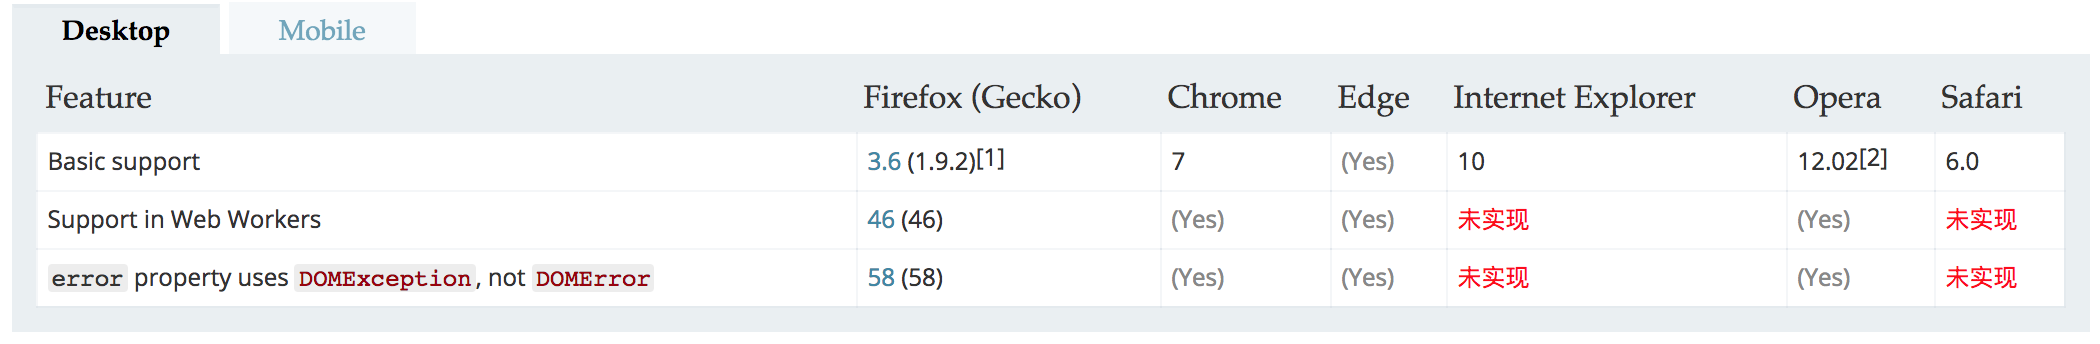 Desktop Mobile
Feature Firefox (Gecko) Chrome Edge Internet Explorer Opera Safari
Basic support 3.6 (1.9.2)[1] 7 (Yes) 10 12.02[2] 6.0
Support in Web Workers 46 (46) (Yes) (Yes) 未实现 (Yes) 未实现
error property uses DOMException, not DOMError 58 (58) (Yes) (Yes) 未实现 (Yes) 未实现